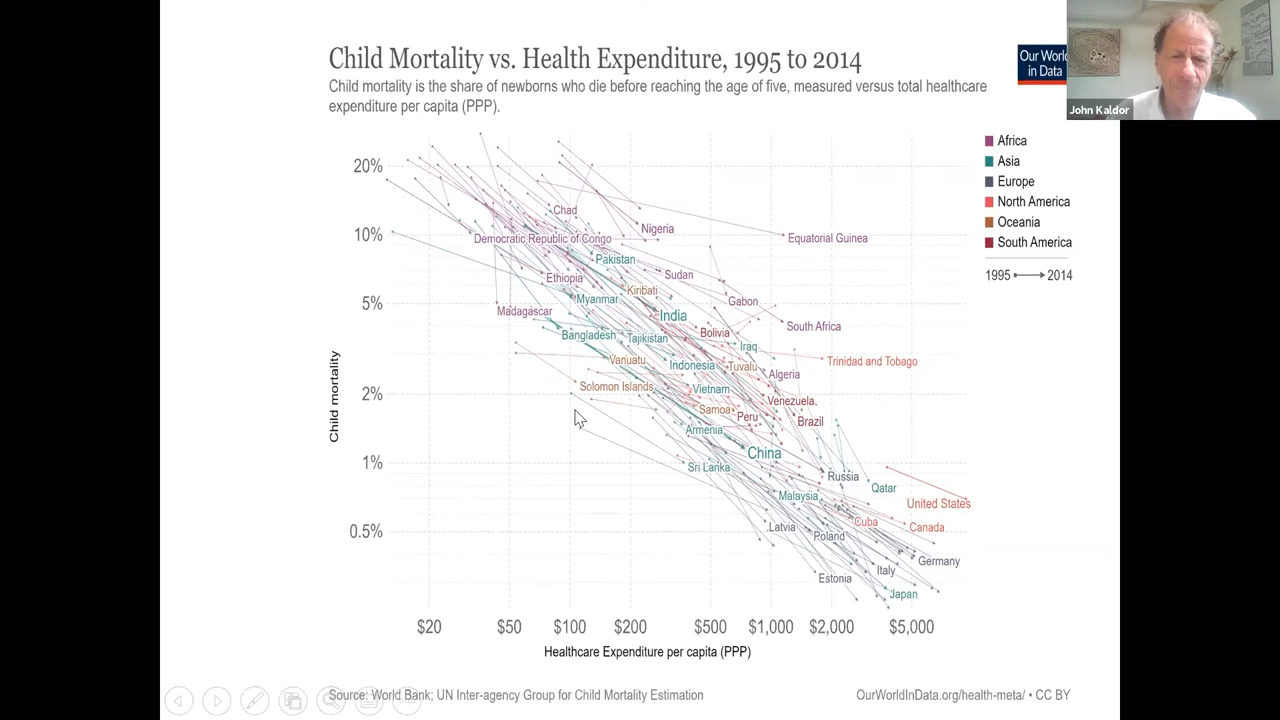 Child Mortality vs. Health Expenditure, 1995 to 2014
Child mortality is the share of newborns who die before reaching the age of five, measured versus total healthcare
expenditure per capita (PPP).
Our World
in Data
John Kaldor
Africa
Asia
Europe
North America
Oceania
South America
1995 2014
20%
10%
5%
2%
1%
0.5%
Child mortality
Chad
Nigeria
Democratic Republic of Congo
Equatorial Guinea
Pakistan
Ethiopia
Sudan
Kiribati
Myanmar
Gabon
Madagascar
India
South Africa
Bangladesh
Tajikistan
Bolivia
Iraq
Vanuatu
Indonesia
Tuvalu
Trinidad and Tobago
Algeria
Solomon Islands
Vietnam
Venezuela
Samoa
Peru
Brazil
Armenia
China
Sri Lanka
Russia
Qatar
Malaysia
United States
Latvia
Cuba
Canada
Poland
Germany
Estonia
Italy
Japan
$20 $50 $100 $200 $500 $1,000 $2,000 $5,000
Healthcare Expenditure per capita (PPP)
Source: World Bank; UN Inter-agency Group for Child Mortality Estimation
OurWorldInData.org/health-meta/ • CC BY